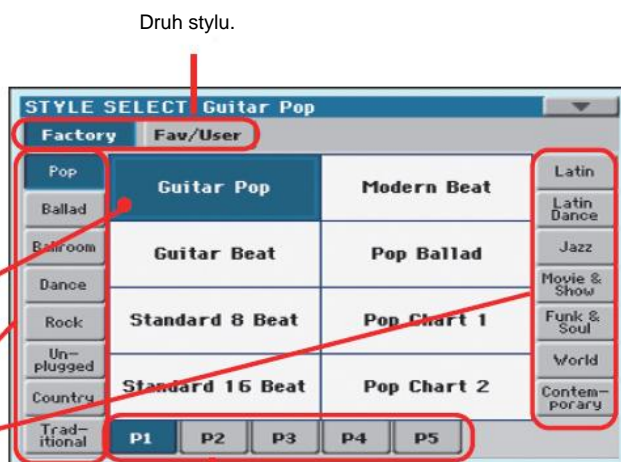 Druh stylu.
STYLE SELECT Guitar Pop
Factory Fav/User
Pop
Ballad
Ballroom
Dance
Rock
Un-
plugged
Country
Trad-
itional
Guitar Pop Modern Beat
Guitar Beat Pop Ballad
Standard 8 Beat Pop Chart 1
Standard 16 Beat Pop Chart 2
Latin
Latin
Dance
Jazz
Movie &
Show
Funk &
Soul
World
Contem-
porary
P1 P2 P3 P4 P5